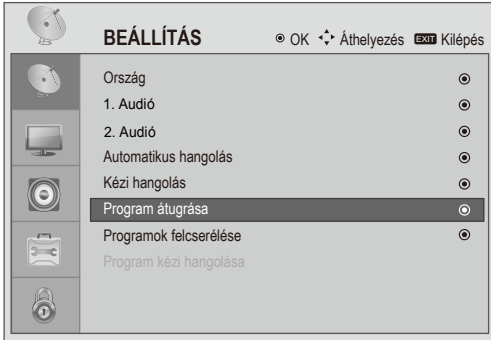 BEÁLLÍTÁS OK Áthelyezés EXIT Kilépés
Ország
1. Audió
2. Audió
Automatikus hangolás
Kézi hangolás
Program átugrása
Programok felcserélése
Program kézi hangolása